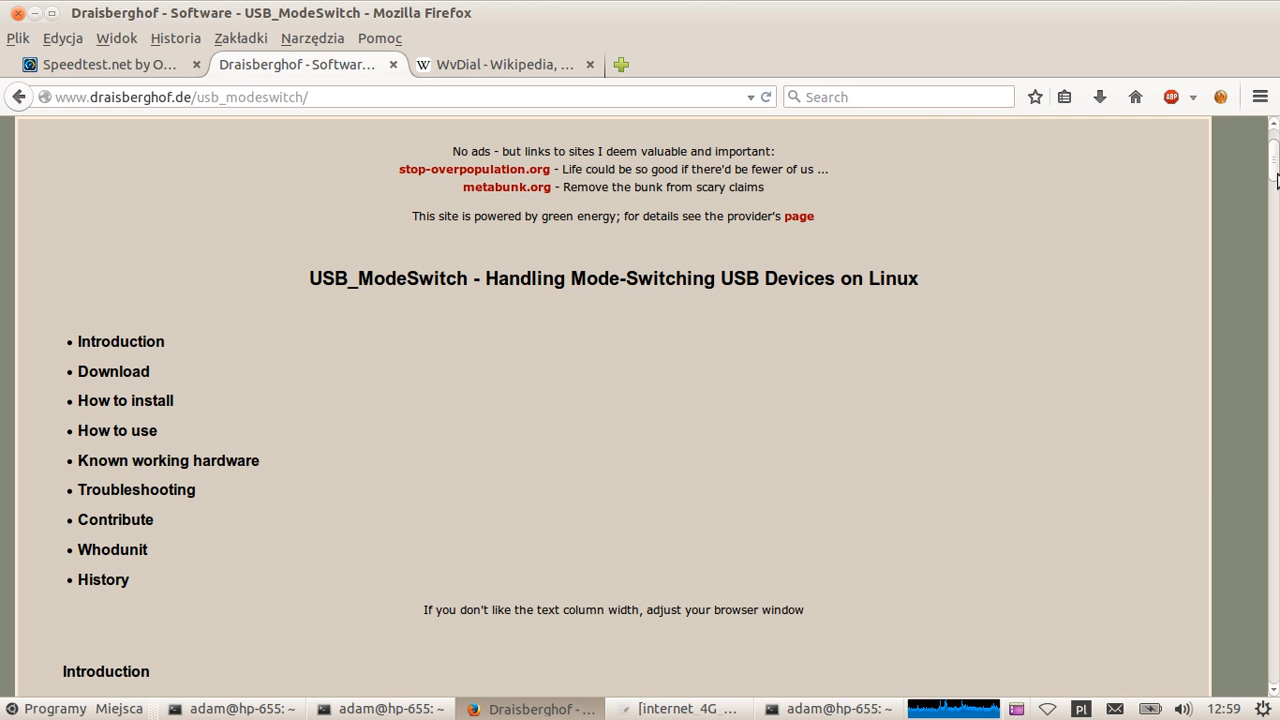 Draisberghof - Software - USB_ModeSwitch - Mozilla Firefox
Plik Edycja Widok Historia Zakładki Narzędzia Pomoc
Speedtest.net by O... Draisberghof - Softwar... WvDial - Wikipedia, ...
www.draisberghof.de/usb_modeswitch/ Search
No ads - but links to sites I deem valuable and important:
stop-overpopulation.org - Life could be so good if there'd be fewer of us ...
metabunk.org - Remove the bunk from scary claims
This site is powered by green energy; for details see the provider's page
USB_ModeSwitch - Handling Mode-Switching USB Devices on Linux
• Introduction
• Download
• How to install
• How to use
• Known working hardware
• Troubleshooting
• Contribute
• Whodunit
• History
If you don't like the text column width, adjust your browser window
Introduction
Programy Miejsca adam@hp-655: ~ adam@hp-655: ~ Draisberghof - ... [internet_4G_... adam@hp-655: ~ Pl 12:59